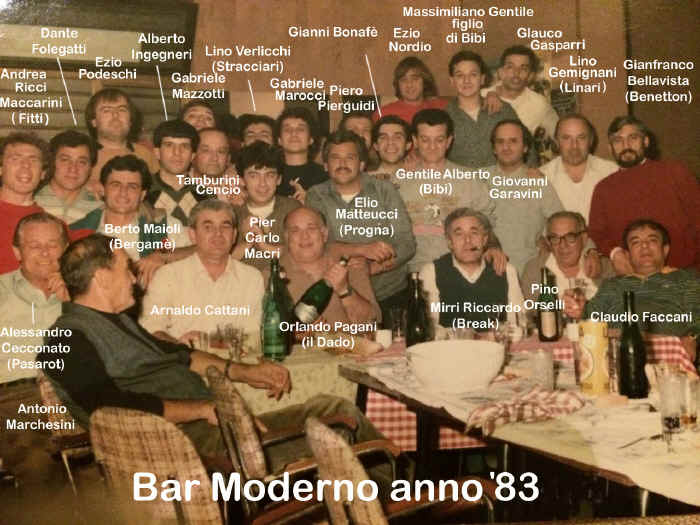 Massimiliano Gentile
figlio
di Bibi
Dante
Folegatti
Alberto
Ingegneri
Gianni Bonafè
Ezio
Nordio
Glauco
Gasparri
Lino Verlicchi
(Stracciari)
Ezio
Podeschi
Andrea
Ricci
Maccarini
(Fitti)
Gabriele
Mazzotti
Gabriele
Marocci
Piero
Pierguidi
Lino
Gemignani
(Linari)
Gianfranco
Bellavista
(Benetton)
Tamburini
Cencio
Gentile Alberto
(Bibi)
Giovanni
Garavini
Berto Maioli
(Bergamè)
Pier
Carlo
Macri
Elio
Matteucci
(Progna)
Alessandro
Cecconato
(Pasarot)
Arnaldo Cattani
Orlando Pagani
(il Dado)
Mirri Riccardo
(Break)
Pino
Orselli
Claudio Faccani
Antonio
Marchesini
Bar Moderno anno '83